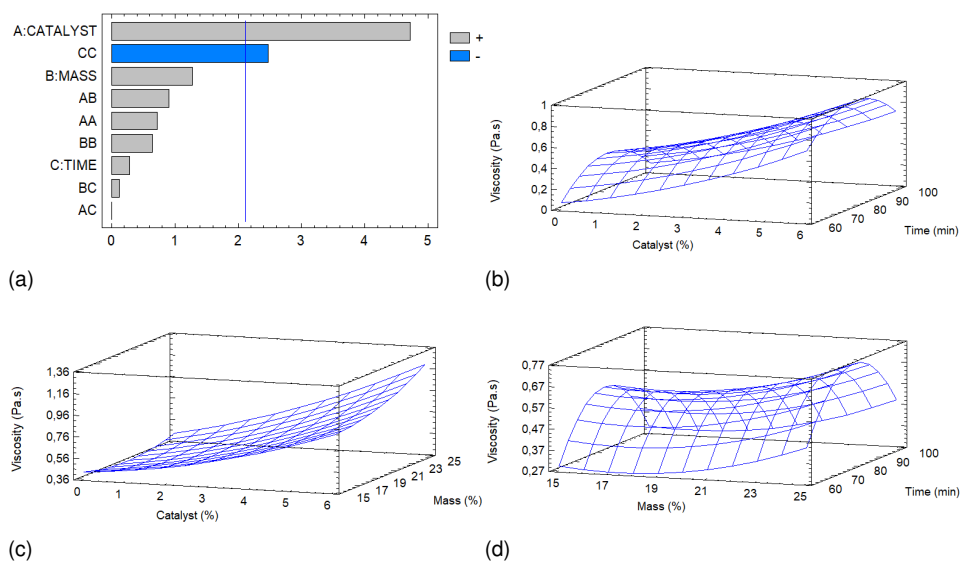 A:CATALYST
CC
B:MASS
AB
AA
BB
C:TIME
BC
AC
0 1 2 3 4 5
+
-
(a)
Viscosity (Pa.s)
1
0,8
0,6
0,4
0,2
0
0 1 2 3 4 5 6
Catalyst (%)
60 70 80 90 100
Time (min)
(b)
Viscosity (Pa.s)
1,36
1,16
0,96
0,76
0,56
0,36
0 1 2 3 4 5 6
Catalyst (%)
15 17 19 21 23 25
Mass (%)
(c)
Viscosity (Pa.s)
0,77
0,67
0,57
0,47
0,37
0,27
15 17 19 21 23 25
Mass (%)
60 70 80 90 100
Time (min)
(d)